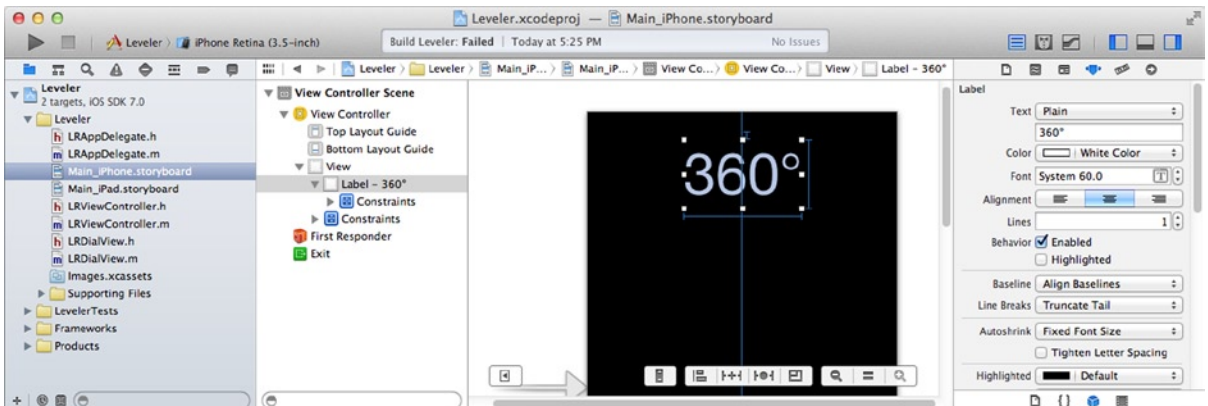 Leveler.xcodeproj — Main_iPhone.storyboard
Leveler 〉 iPhone Retina (3.5-inch)
Build Leveler: Failed | Today at 5:25 PM
No Issues
Leveler 〉 Leveler 〉 Main_iP... 〉 Main_iP... 〉 View Co... 〉 View Co... 〉 View 〉 Label - 360°
Leveler
2 targets, iOS SDK 7.0
Leveler
h LRAppDelegate.h
m LRAppDelegate.m
Main_iPhone.storyboard
Main_iPad.storyboard
h LRViewController.h
m LRViewController.m
h LRDialView.h
m LRDialView.m
Images.xcassets
Supporting Files
LevelerTests
Frameworks
Products
View Controller Scene
View Controller
Top Layout Guide
Bottom Layout Guide
View
Label - 360°
Constraints
Constraints
First Responder
Exit
360°
Label
Text Plain
360°
Color White Color
Font System 60.0
Alignment
Lines 1
Behavior Enabled
Highlighted
Baseline Align Baselines
Line Breaks Truncate Tail
Autoshrink Fixed Font Size
Tighten Letter Spacing
Highlighted Default